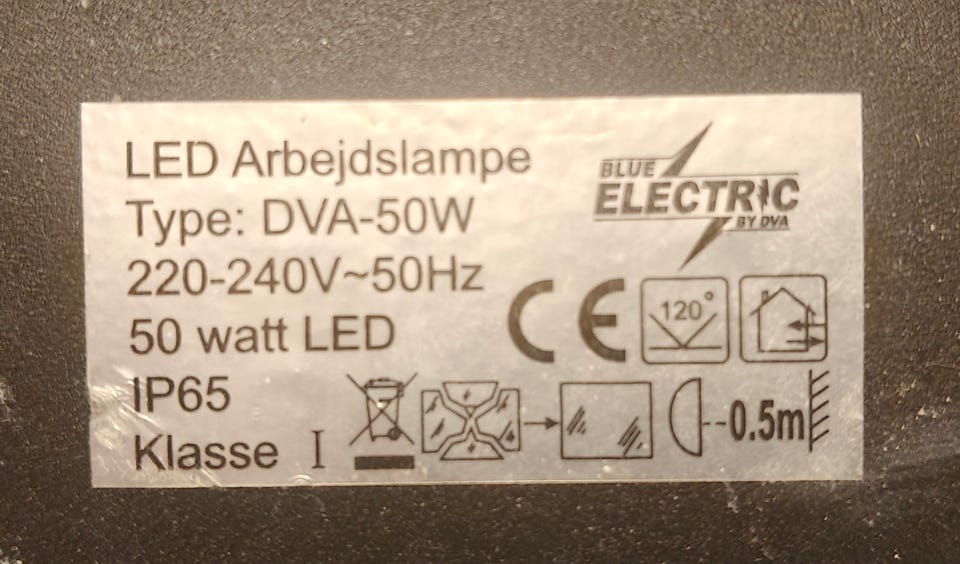 LED Arbejdslampe
Type: DVA-50W
220-240V~50Hz
50 watt LED
IP65
Klasse I
BLUE
ELECTRIC
BY DVA
CE
120°
0.5m